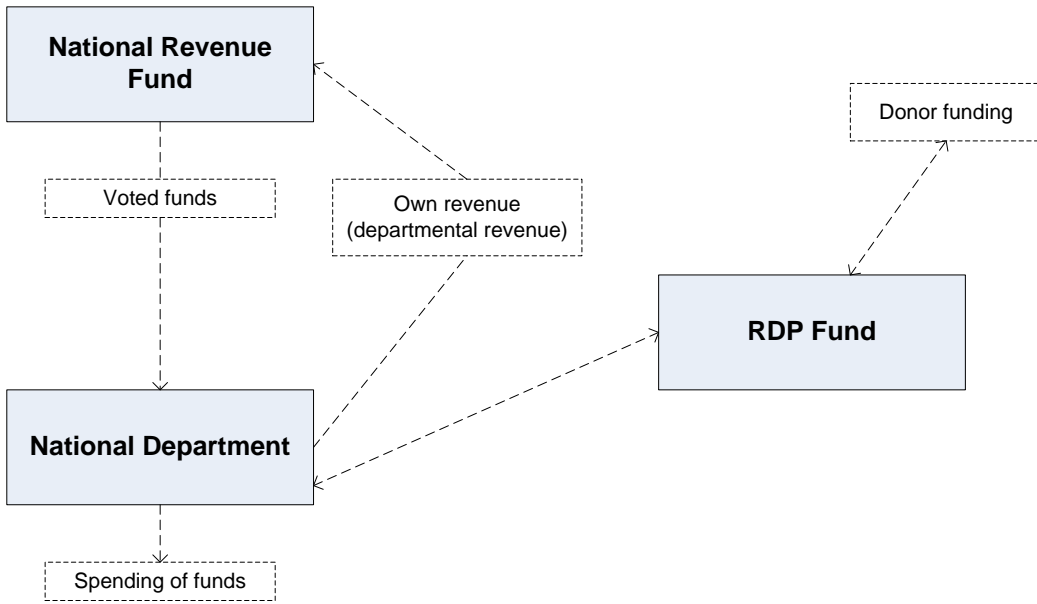 National Revenue
Fund
Donor funding
Voted funds
Own revenue
(departmental revenue)
RDP Fund
National Department
Spending of funds